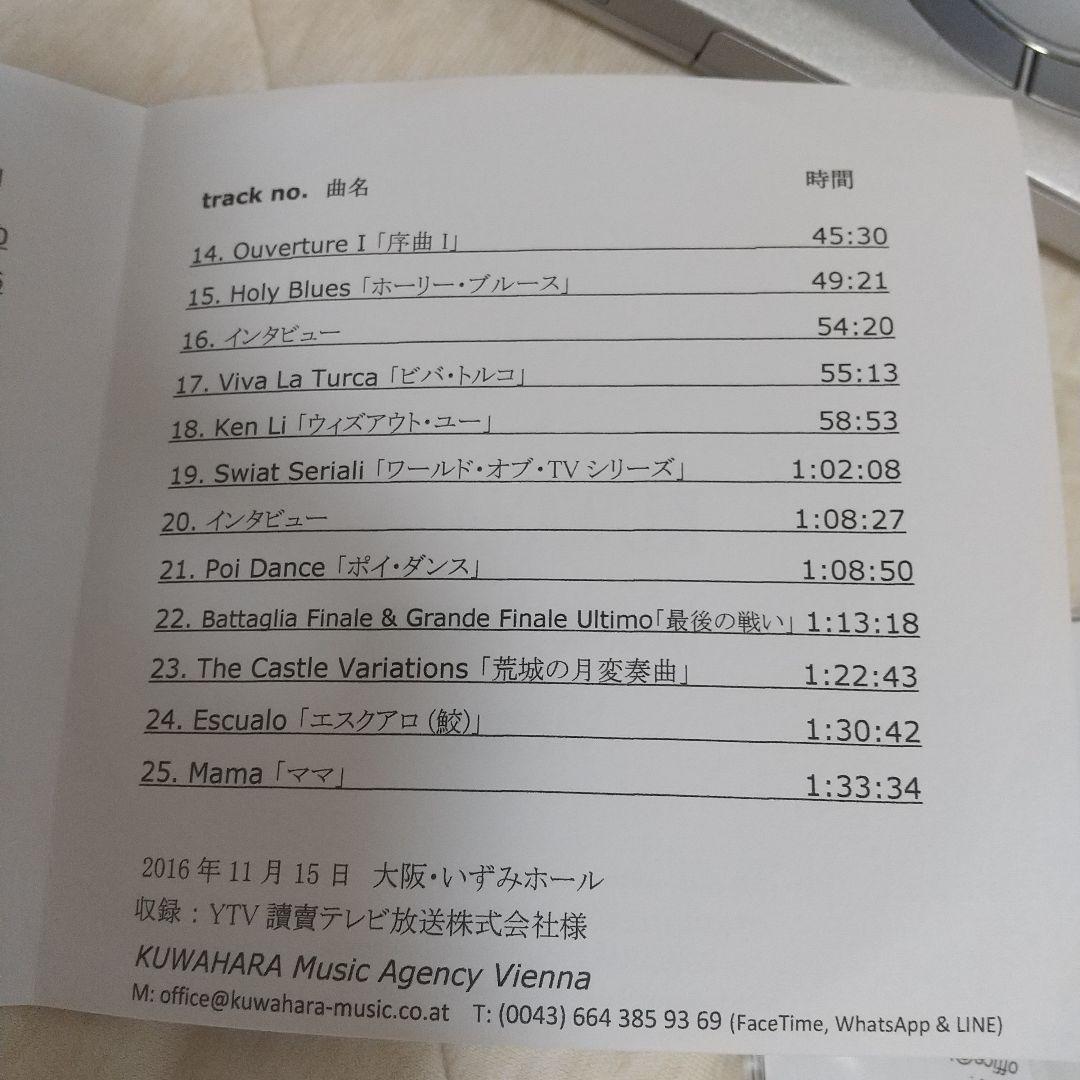 track no. 曲名 時間
14. Ouverture I「序曲 I」 45:30
15. Holy Blues「ホーリー・ブルース」 49:21
16. インタビュー 54:20
17. Viva La Turca「ビバ・トルコ」 55:13
18. Ken Li「ウィズアウト・ユー」 58:53
19. Swiat Seriali「ワールド・オブ・TV シリーズ」 1:02:08
20. インタビュー 1:08:27
21. Poi Dance「ポイ・ダンス」 1:08:50
22. Battaglia Finale & Grande Finale Ultimo「最後の戦い」 1:13:18
23. The Castle Variations「荒城の月変奏曲」 1:22:43
24. Escualo「エスクアロ (鮫)」 1:30:42
25. Mama「ママ」 1:33:34
2016 年 11 月 15 日 大阪・いずみホール
収録 : YTV 讀賣テレビ放送株式会社様
KUWAHARA Music Agency Vienna
M: office@kuwahara-music.co.at T: (0043) 664 385 93 69 (FaceTime, WhatsApp & LINE)